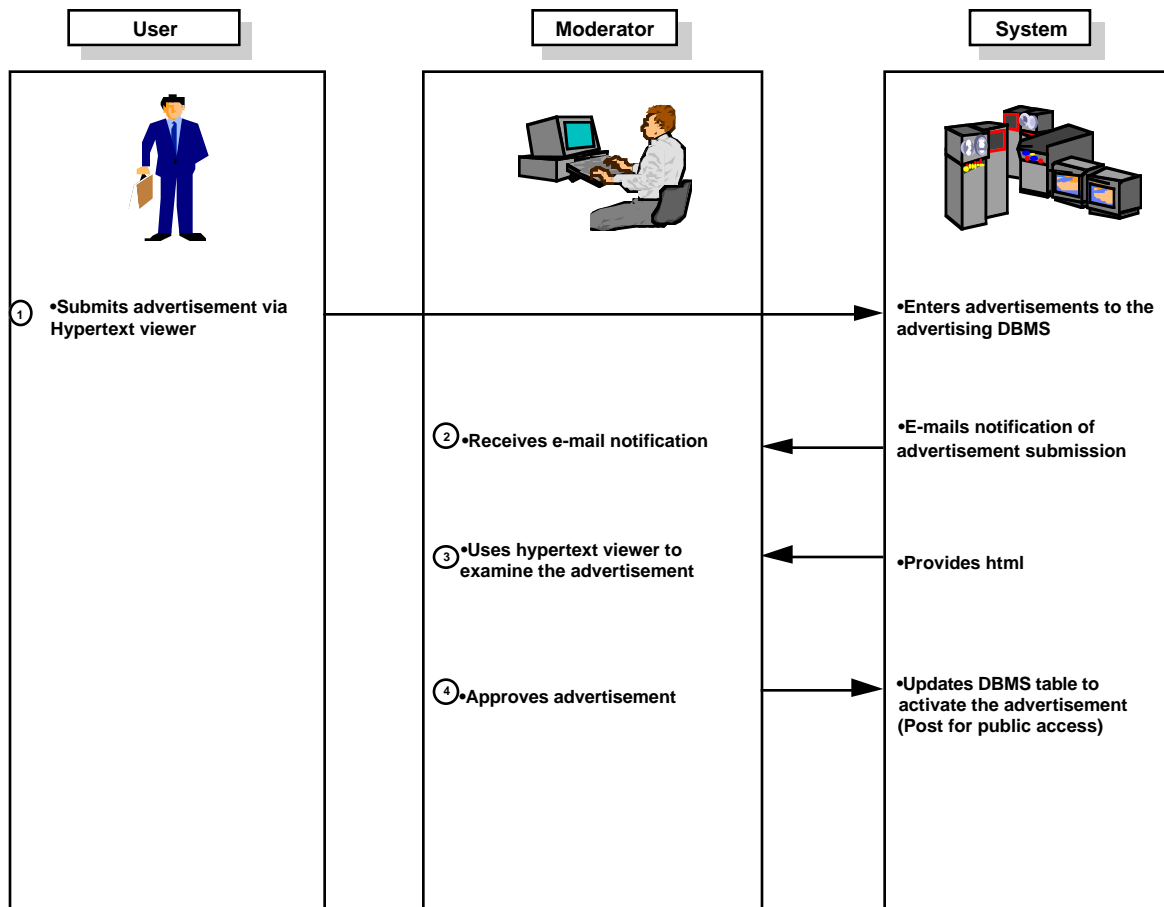 User
Moderator
System
1
•Submits advertisement via
Hypertext viewer
•Enters advertisements to the
advertising DBMS
2
•Receives e-mail notification
•E-mails notification of
advertisement submission
3
•Uses hypertext viewer to
examine the advertisement
•Provides html
4
•Approves advertisement
•Updates DBMS table to
activate the advertisement
(Post for public access)